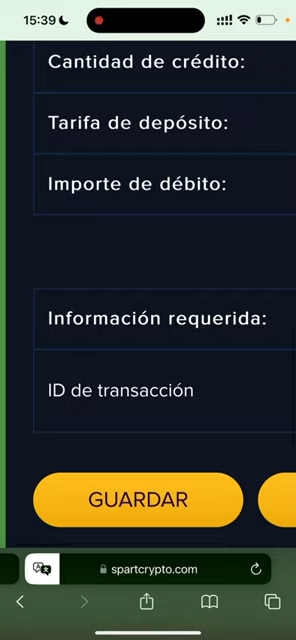 15:39
Cantidad de crédito:
Tarifa de depósito:
Importe de débito:
Información requerida:
ID de transacción
GUARDAR
spartcrypto.com